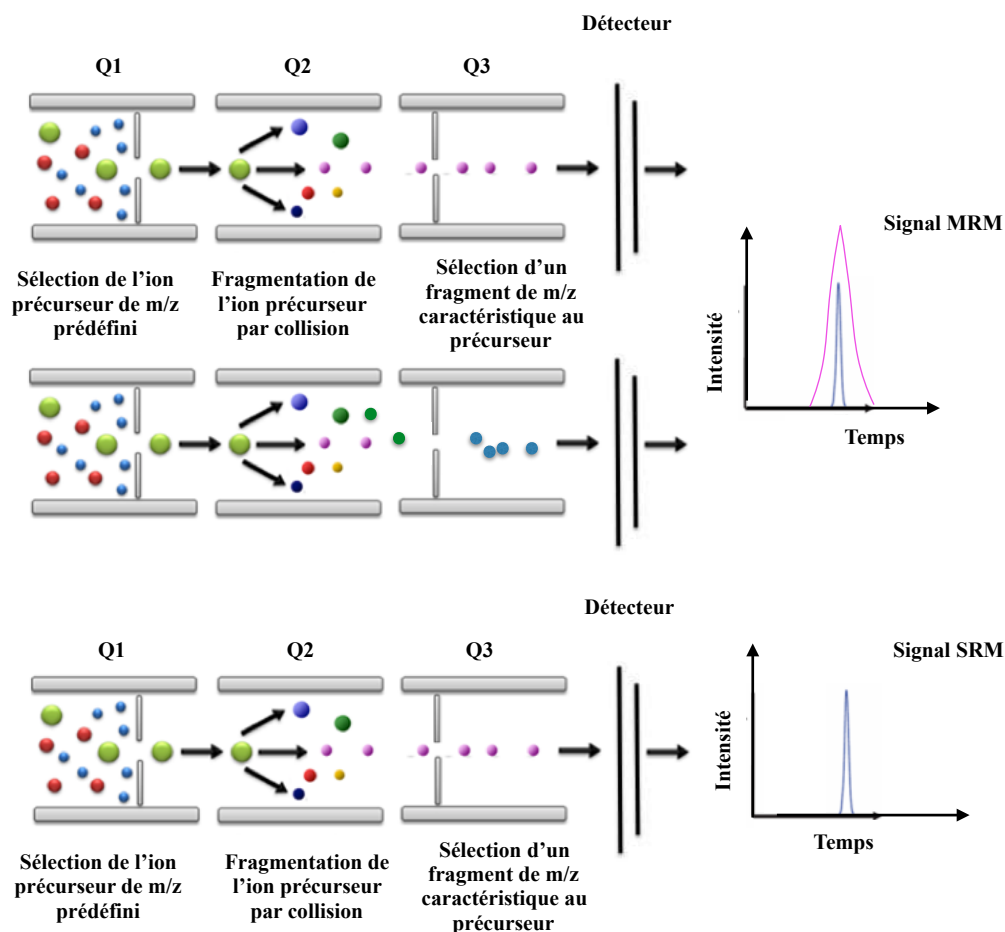 Détecteur
Q1
Q2
Q3
Sélection de l’ion
précurseur de m/z
prédéfini
Fragmentation de
l’ion précurseur
par collision
Sélection d’un
fragment de m/z
caractéristique au
précurseur
Signal MRM
Intensité
Temps
Détecteur
Q1
Q2
Q3
Signal SRM
Intensité
Temps
Sélection de l’ion
précurseur de m/z
prédéfini
Fragmentation de
l’ion précurseur
par collision
Sélection d’un
fragment de m/z
caractéristique au
précurseur